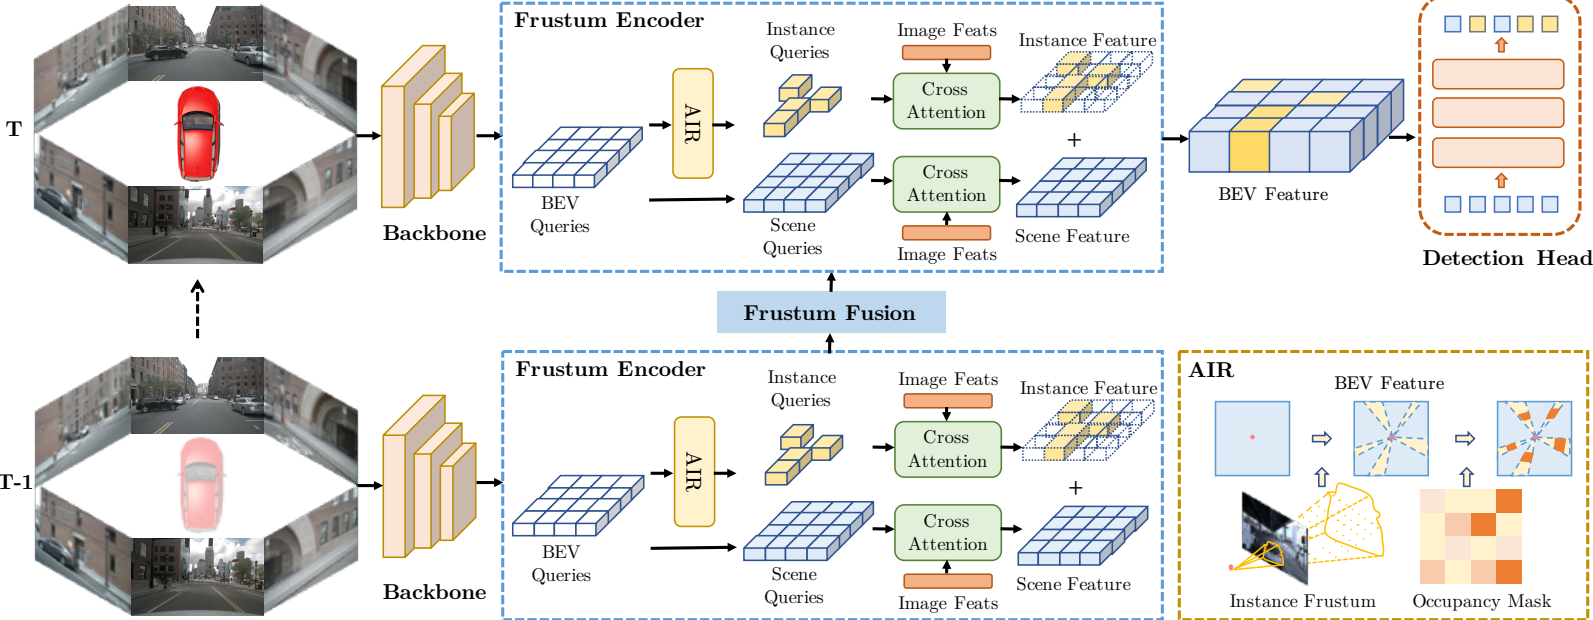 T
Backbone
Frustum Encoder
BEV
Queries
AIR
Instance
Queries
Scene
Queries
Image Feats
Cross
Attention
Instance Feature
+
Cross
Attention
Image Feats
Scene Feature
BEV Feature
Detection Head
Frustum Fusion
T-1
Backbone
Frustum Encoder
BEV
Queries
AIR
Instance
Queries
Scene
Queries
Image Feats
Cross
Attention
Instance Feature
+
Cross
Attention
Image Feats
Scene Feature
AIR
BEV Feature
Instance Frustum
Occupancy Mask